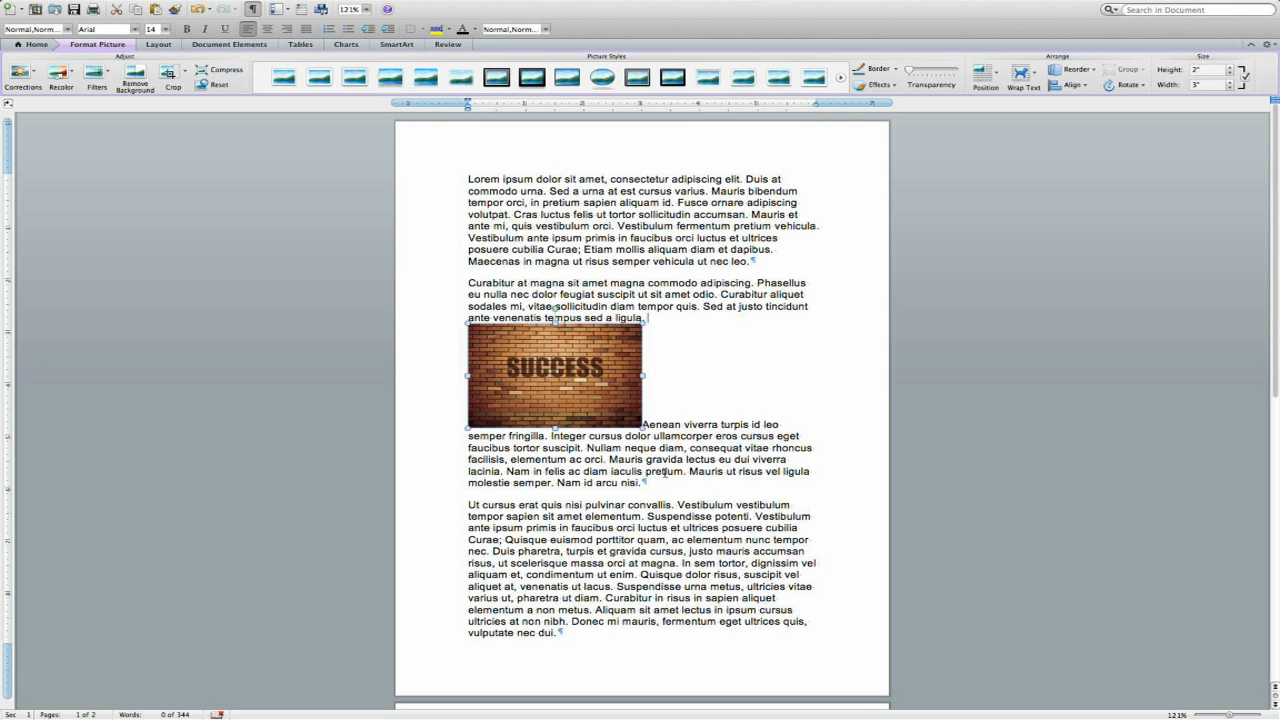 121%
Search in Document
Normal,Norm...
Arial
14
B I U
A
Normal,Norm...
Home
Format Picture
Layout
Document Elements
Tables
Charts
SmartArt
Review
Adjust
Picture Styles
Arrange
Size
Corrections
Recolor
Filters
Remove
Background
Crop
Compress
Reset
Border
Effects
Transparency
Position
Wrap Text
Reorder
Align
Group
Rotate
Height: 2"
Width: 3"
Lorem ipsum dolor sit amet, consectetur adipiscing elit. Duis at
commodo urna. Sed a urna at est cursus varius. Mauris bibendum
tempor orci, in pretium sapien aliquam id. Fusce ornare adipiscing
volutpat. Cras luctus felis ut tortor sollicitudin accumsan. Mauris et
ante mi, quis vestibulum orci. Vestibulum fermentum pretium vehicula.
Vestibulum ante ipsum primis in faucibus orci luctus et ultrices
posuere cubilia Curae; Etiam mollis aliquam diam et dapibus.
Maecenas in magna ut risus semper vehicula ut nec leo.¶
Curabitur at magna sit amet magna commodo adipiscing. Phasellus
eu nulla nec dolor feugiat suscipit ut sit amet odio. Curabitur aliquet
sodales mi, vitae sollicitudin diam tempor quis. Sed at justo tincidunt
ante venenatis tempus sed a ligula.
SUCCESS
Aenean viverra turpis id leo
semper fringilla. Integer cursus dolor ullamcorper eros cursus eget
faucibus tortor suscipit. Nullam neque diam, consequat vitae rhoncus
facilisis, elementum ac orci. Mauris gravida lectus eu dui viverra
lacinia. Nam in felis ac diam iaculis pretium. Mauris ut risus vel ligula
molestie semper. Nam id arcu nisi.¶
Ut cursus erat quis nisi pulvinar convallis. Vestibulum vestibulum
tempor sapien sit amet elementum. Suspendisse potenti. Vestibulum
ante ipsum primis in faucibus orci luctus et ultrices posuere cubilia
Curae; Quisque euismod porttitor quam, ac elementum nunc tempor
nec. Duis pharetra, turpis et gravida cursus, justo mauris accumsan
risus, ut scelerisque massa orci at magna. In sem tortor, dignissim vel
aliquam et, condimentum ut enim. Quisque dolor risus, suscipit vel
aliquet at, venenatis ut lacus. Suspendisse urna metus, ultricies vitae
varius ut, pharetra ut diam. Curabitur in risus in sapien aliquet
elementum a non metus. Aliquam sit amet lectus in ipsum cursus
ultricies at non nibh. Donec mi mauris, fermentum eget ultrices quis,
vulputate nec dui.¶
Sec 1 Pages: 1 of 2 Words: 0 of 344
121%